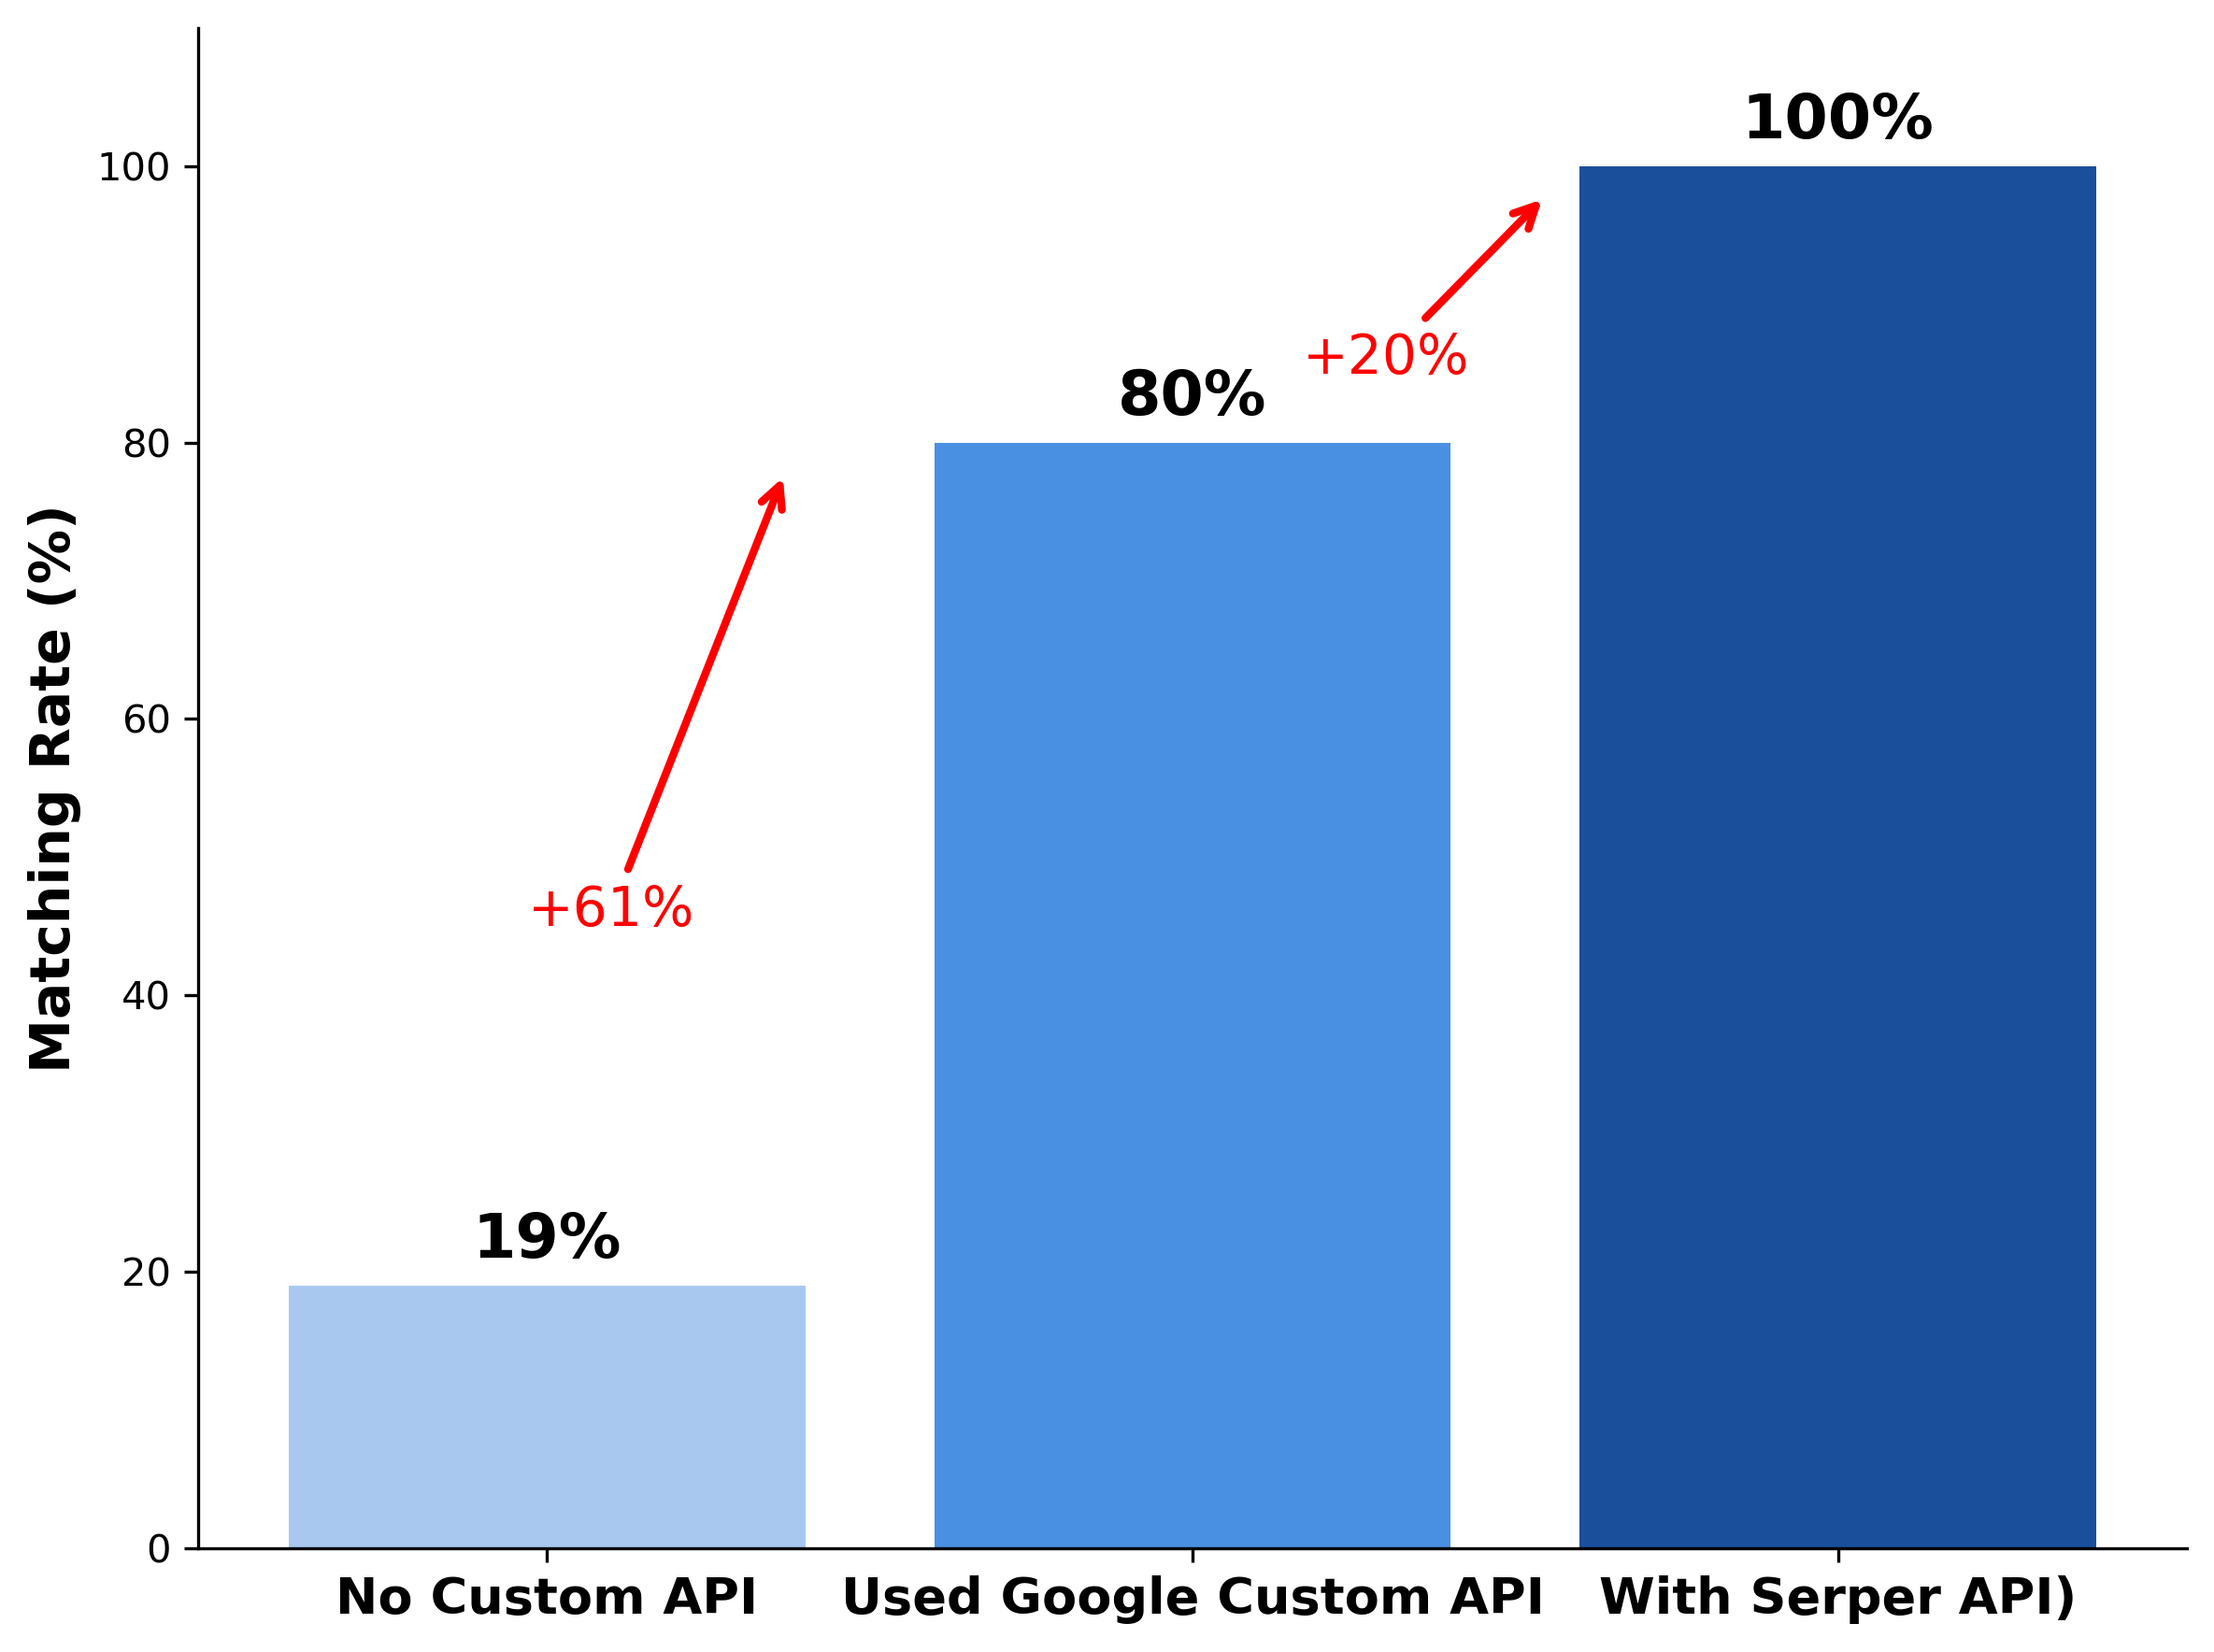 Matching Rate (%)
100
80
60
40
20
0
19%
+61%
80%
+20%
100%
No Custom API
Used Google Custom API
With Serper API)